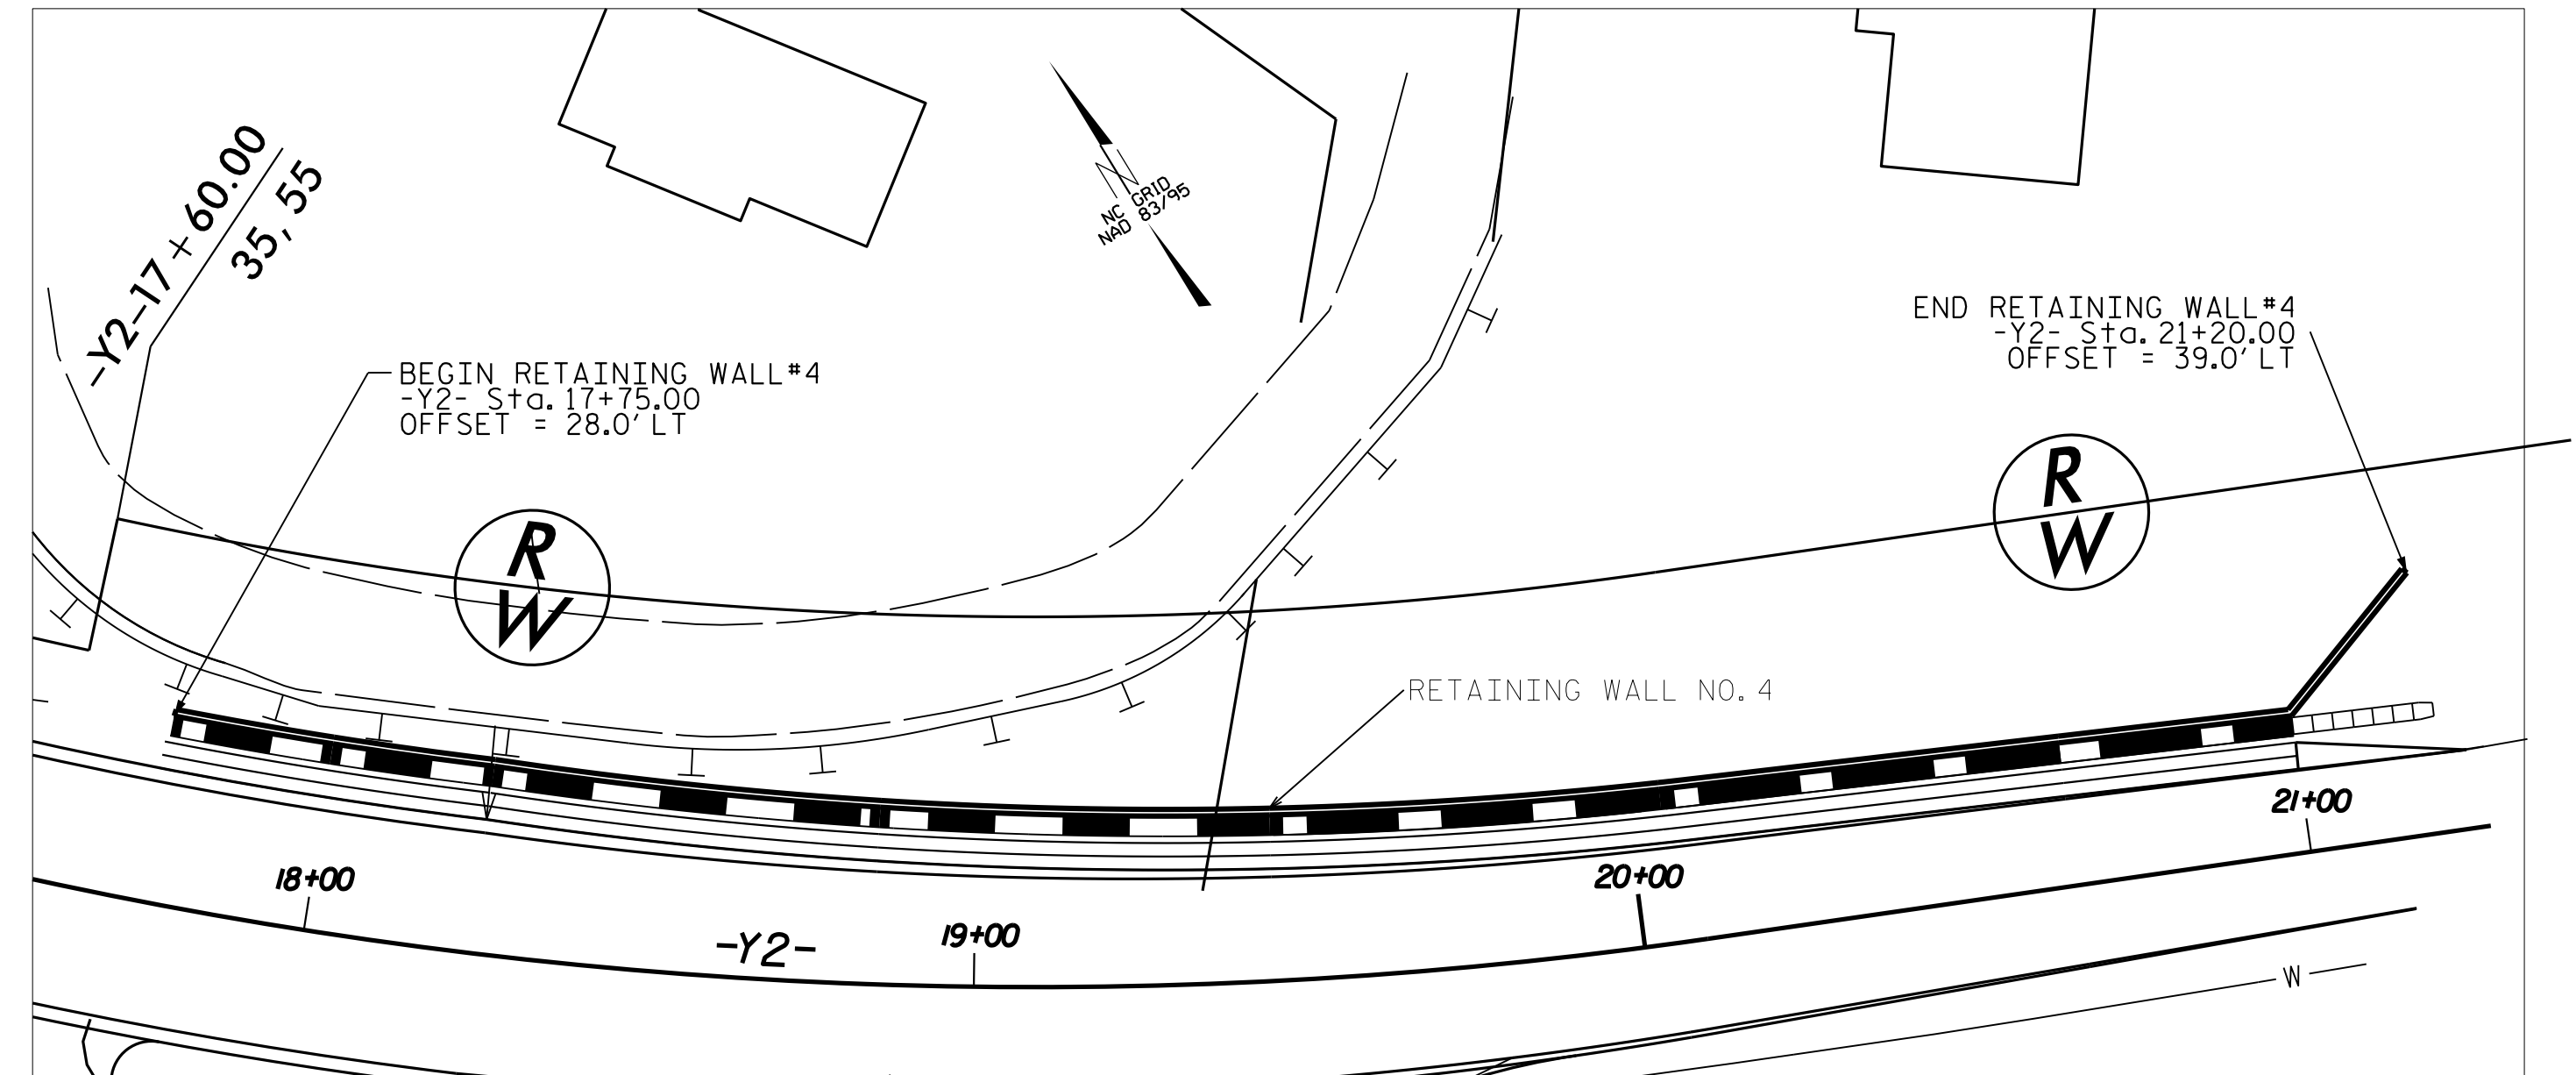 -Y2-17+60.00
35, 55
NC GRID
NAD 83/95
BEGIN RETAINING WALL#4
-Y2- Sta. 17+75.00
OFFSET = 28.0' LT
END RETAINING WALL#4
-Y2- Sta. 21+20.00
OFFSET = 39.0' LT
R
W
R
W
RETAINING WALL NO. 4
18+00
19+00
20+00
21+00
-Y2-
W